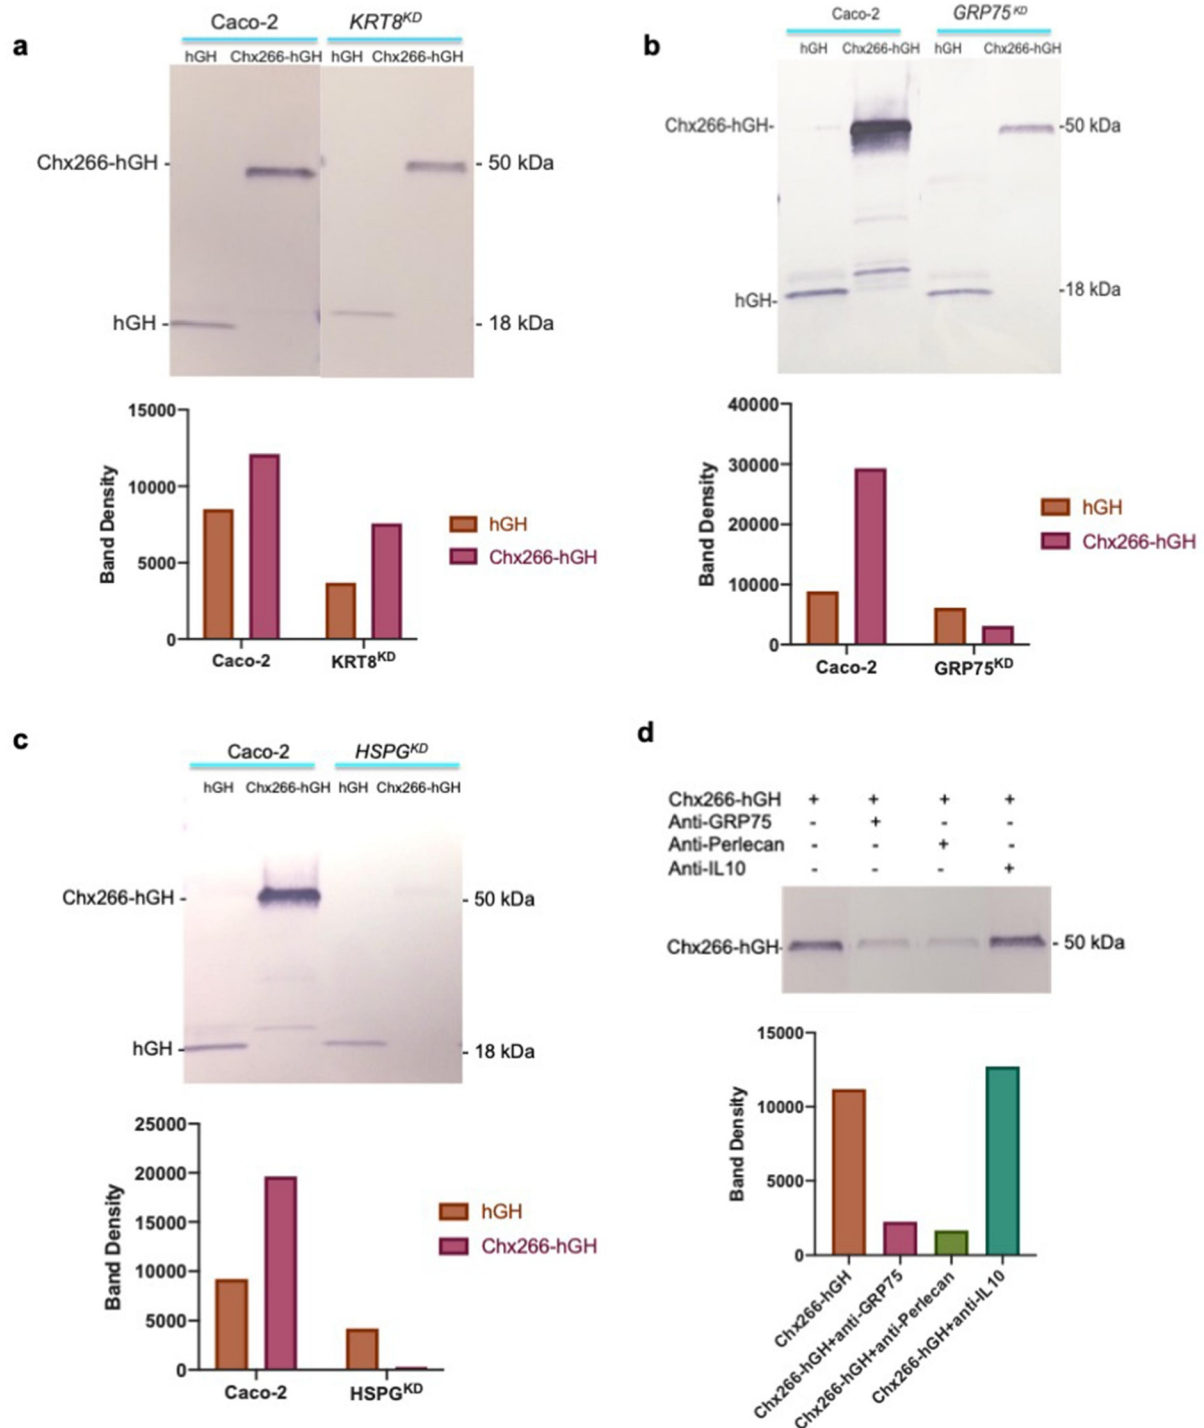 a
Caco-2 KRT8KD
hGH Chx266-hGH hGH Chx266-hGH
Chx266-hGH - - 50 kDa
hGH - - 18 kDa
15000
10000
5000
0
Band Density
Caco-2 KRT8KD
hGH
Chx266-hGH
b
Caco-2 GRP75KD
hGH Chx266-hGH hGH Chx266-hGH
Chx266-hGH- -50 kDa
hGH- -18 kDa
40000
30000
20000
10000
0
Band Density
Caco-2 GRP75KD
hGH
Chx266-hGH
c
Caco-2 HSPGKD
hGH Chx266-hGH hGH Chx266-hGH
Chx266-hGH - - 50 kDa
hGH - - 18 kDa
25000
20000
15000
10000
5000
0
Band Density
Caco-2 HSPGKD
hGH
Chx266-hGH
d
Chx266-hGH + + + +
Anti-GRP75 - + - -
Anti-Perlecan - - + -
Anti-IL10 - - - +
Chx266-hGH- - 50 kDa
15000
10000
5000
0
Band Density
Chx266-hGH
Chx266-hGH+anti-GRP75
Chx266-hGH+anti-Perlecan
Chx266-hGH+anti-IL10